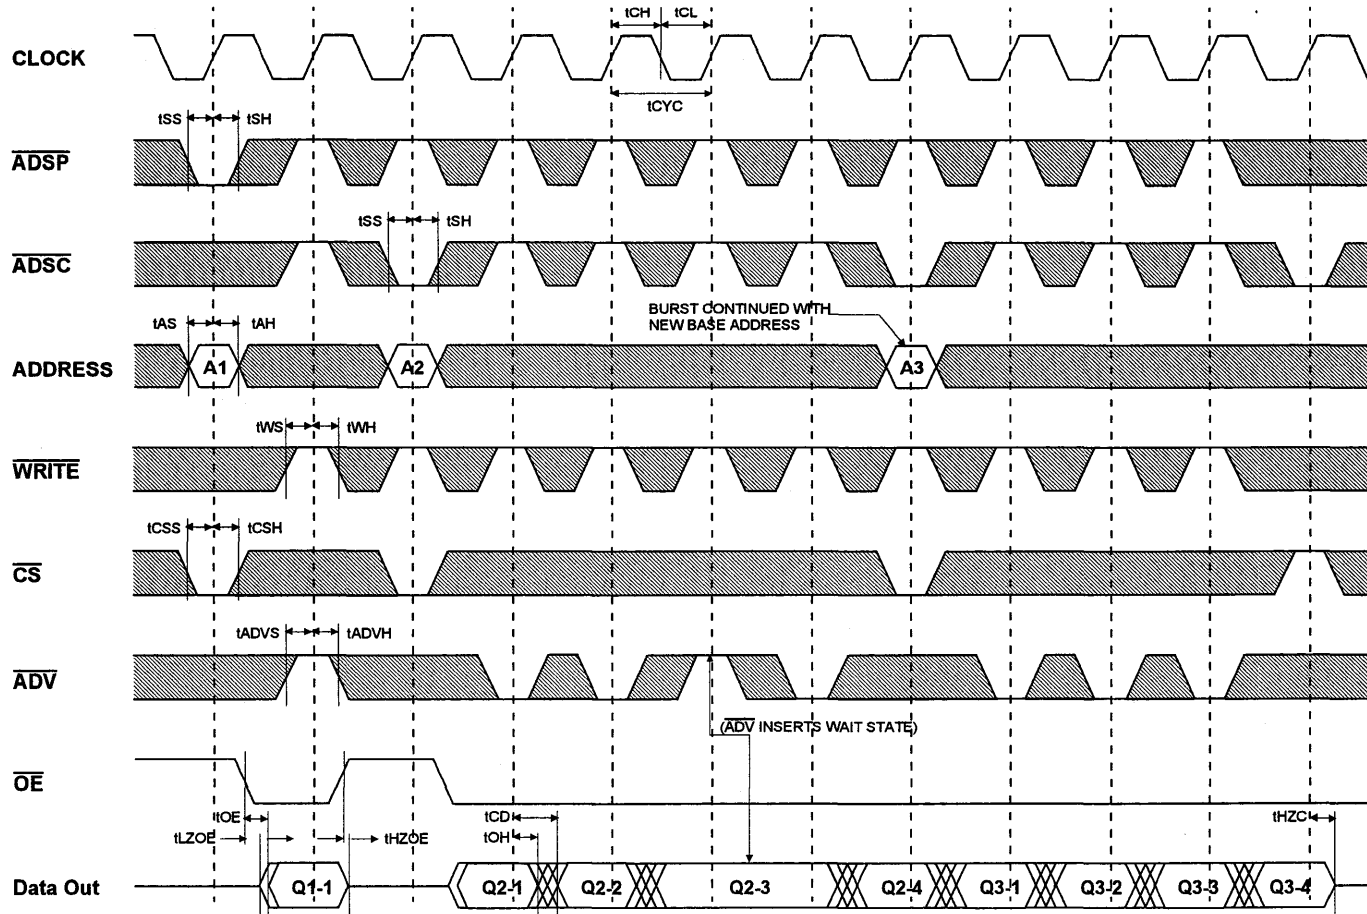 tCH tCL
CLOCK
tCYC
tSS tSH
ADSP
tSS tSH
ADSC
BURST CONTINUED WITH
NEW BASE ADDRESS
tAS tAH
ADDRESS A1 A2 A3
tWS tWH
WRITE
tCSS tCSH
CS
tADVS tADVH
ADV
(ADV INSERTS WAIT STATE)
OE
tOE tCD tHZC
tLZOE tHZOE tOH
Data Out Q1-1 Q2-1 Q2-2 Q2-3 Q2-4 Q3-1 Q3-2 Q3-3 Q3-4